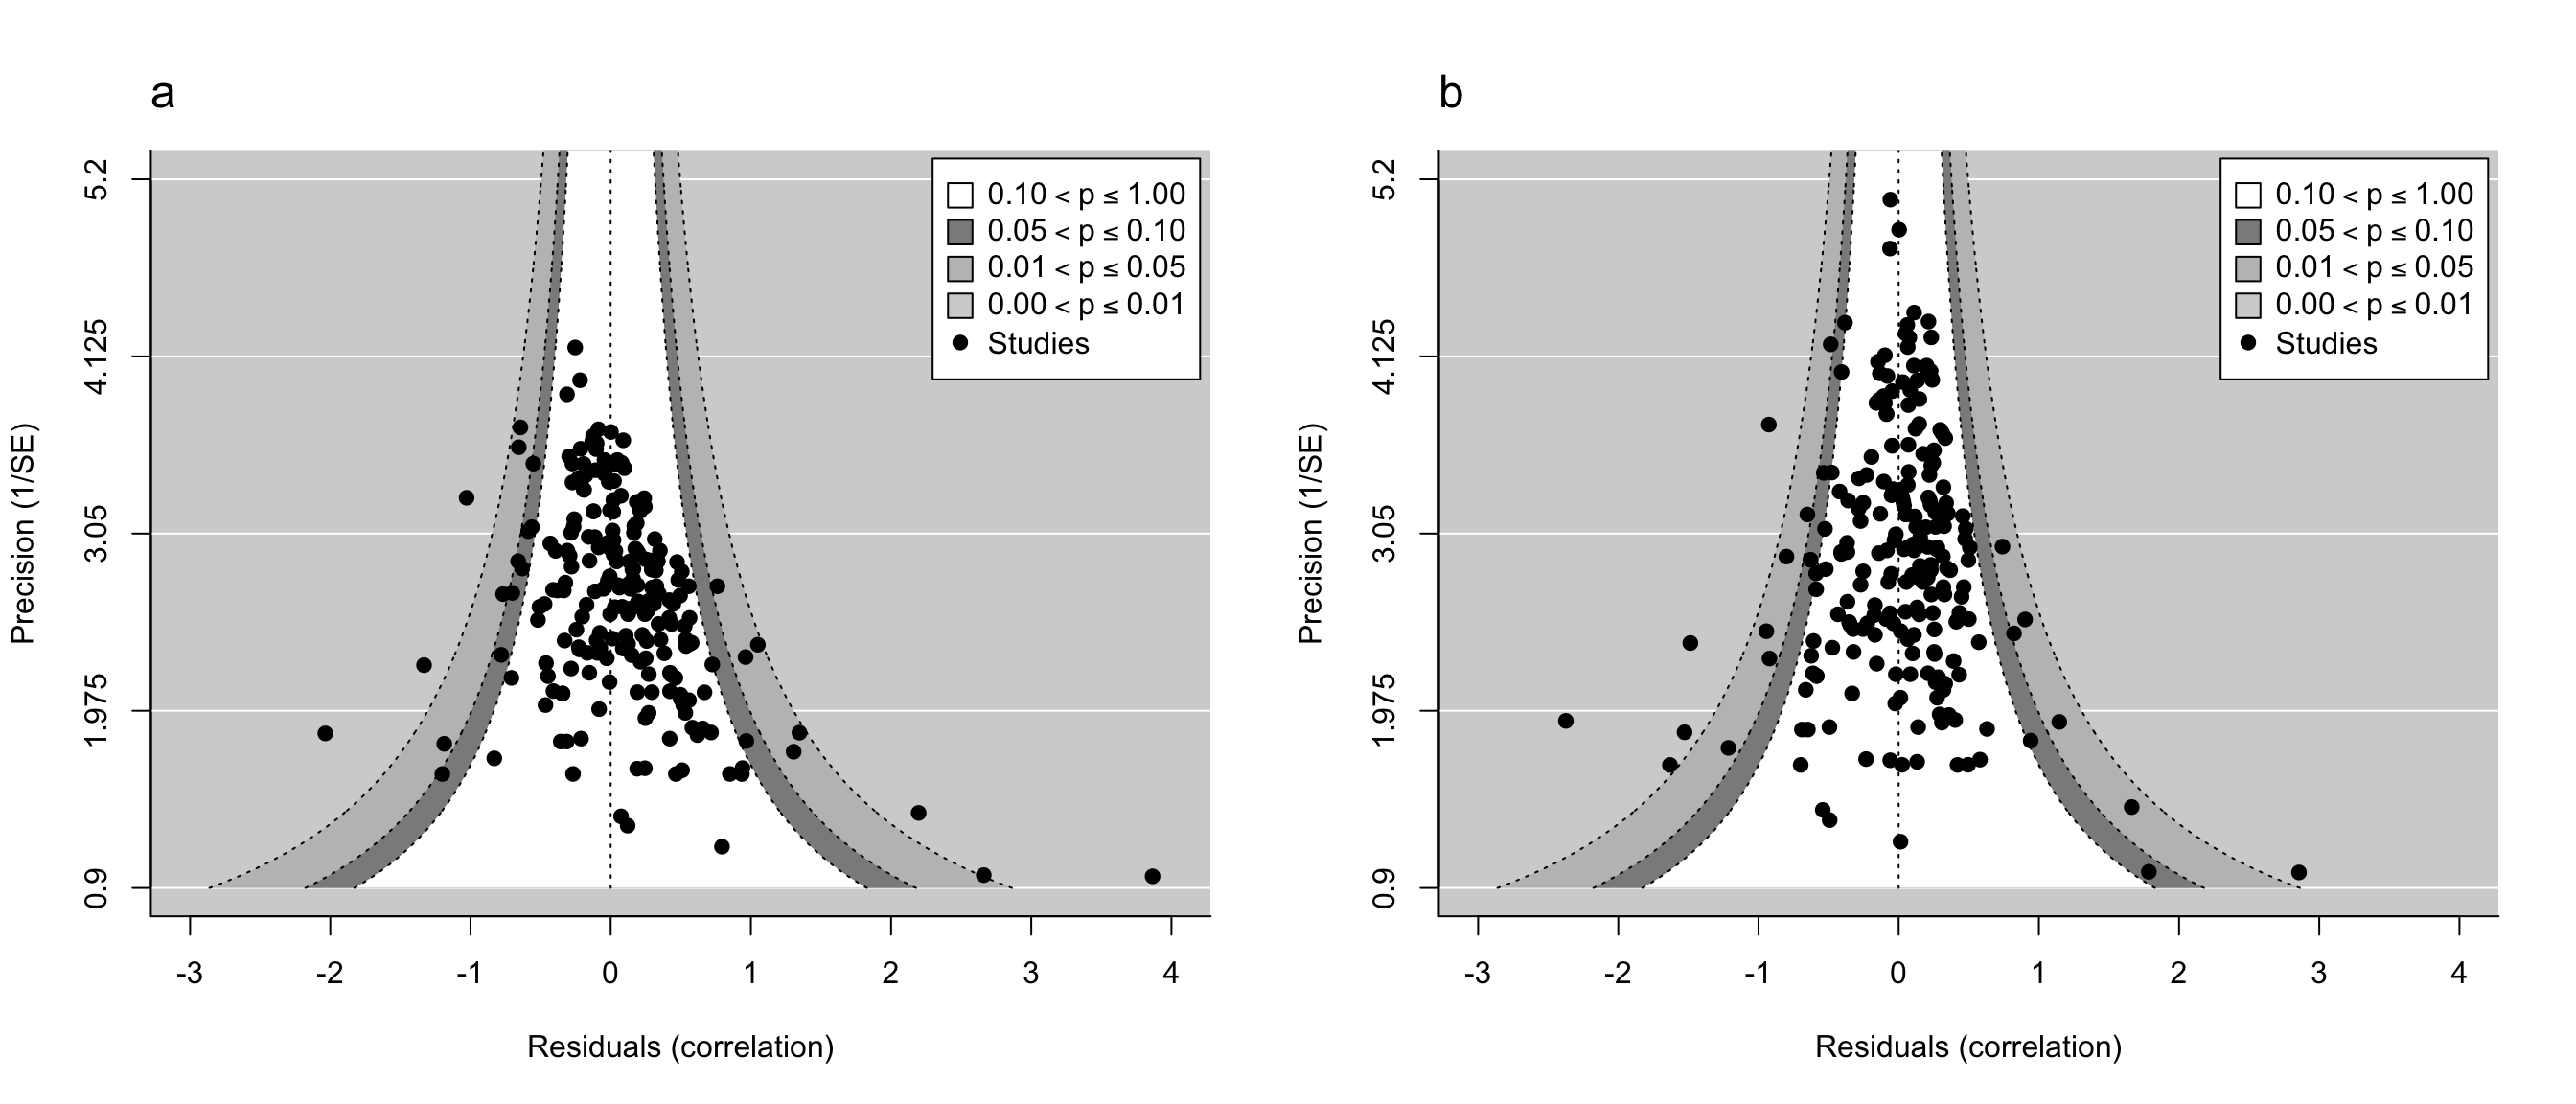 a
5.2
4.125
3.05
1.975
0.9
Precision (1/SE)
0.10 < p ≤ 1.00
0.05 < p ≤ 0.10
0.01 < p ≤ 0.05
0.00 < p ≤ 0.01
Studies
-3 -2 -1 0 1 2 3 4
Residuals (correlation)
b
5.2
4.125
3.05
1.975
0.9
Precision (1/SE)
0.10 < p ≤ 1.00
0.05 < p ≤ 0.10
0.01 < p ≤ 0.05
0.00 < p ≤ 0.01
Studies
-3 -2 -1 0 1 2 3 4
Residuals (correlation)